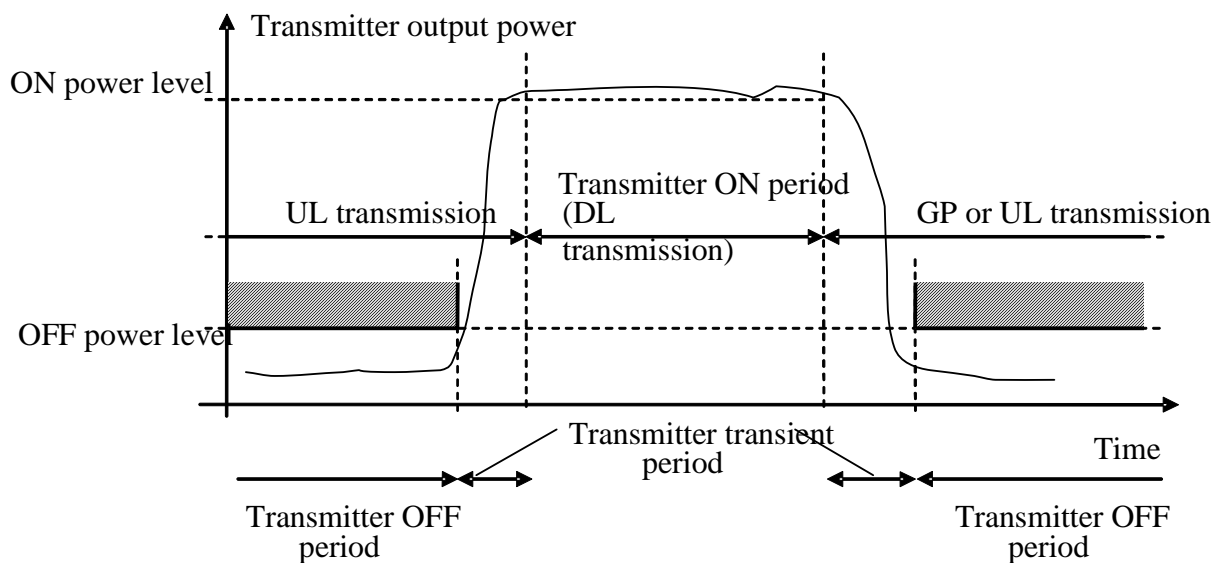 Transmitter output power
ON power level
Transmitter ON period
UL transmission
(DL
GP or UL transmission
transmission)
OFF power level
Transmitter transient
period
Time
Transmitter OFF
period
Transmitter OFF
period